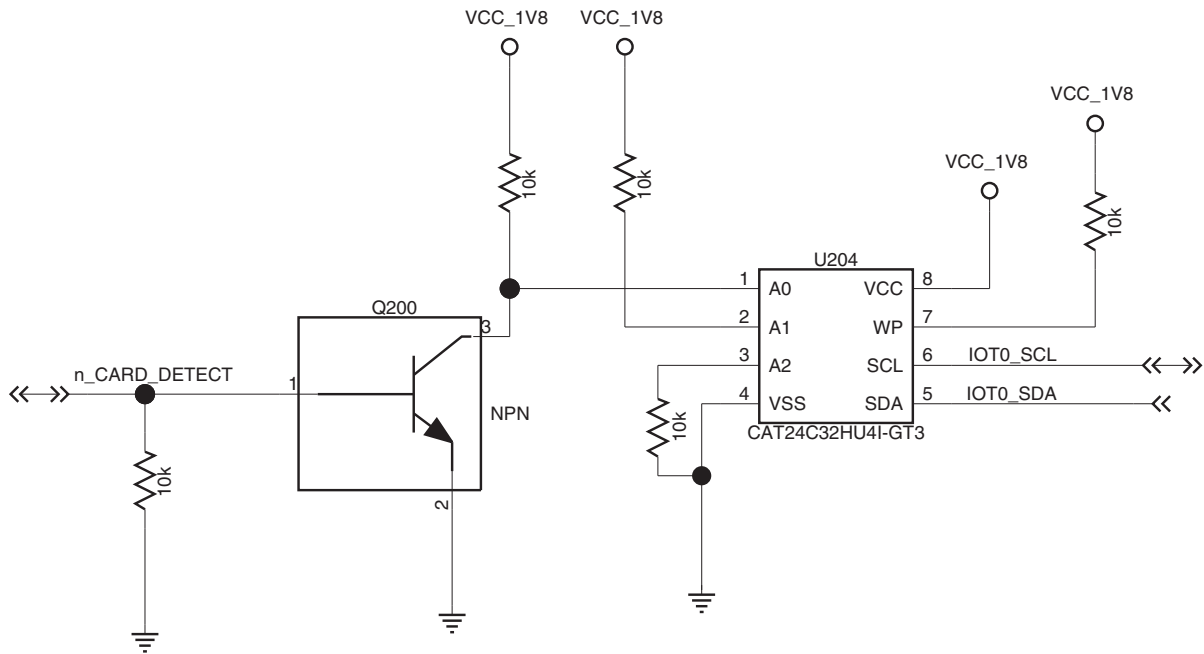 VCC_1V8
VCC_1V8
VCC_1V8
VCC_1V8
10k
10k
10k
U204
1 A0 VCC 8
2 A1 WP 7
3 A2 SCL 6 IOT0_SCL
4 VSS SDA 5 IOT0_SDA
CAT24C32HU4I-GT3
10k
Q200
3
n_CARD_DETECT
1
NPN
2
10k